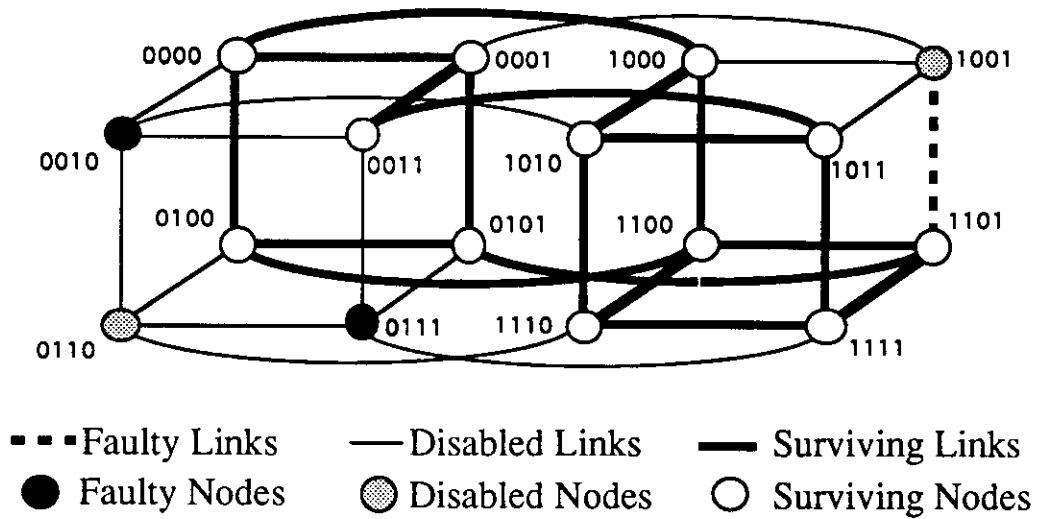 0000 0001 1000 1001
0010 0011 1010 1011
0100 0101 1100 1101
0110 0111 1110 1111
Faulty Links Disabled Links Surviving Links
Faulty Nodes Disabled Nodes Surviving Nodes